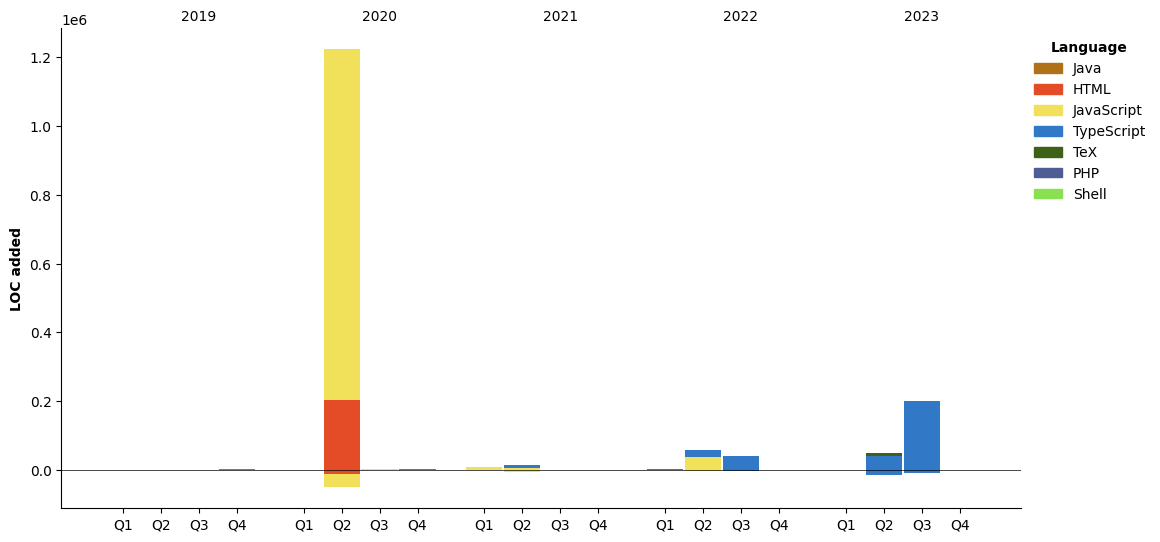 1e6
2019 2020 2021 2022 2023
Language
Java
HTML
JavaScript
TypeScript
TeX
PHP
Shell
LOC added
1.2
1.0
0.8
0.6
0.4
0.2
0.0
Q1 Q2 Q3 Q4 Q1 Q2 Q3 Q4 Q1 Q2 Q3 Q4 Q1 Q2 Q3 Q4 Q1 Q2 Q3 Q4